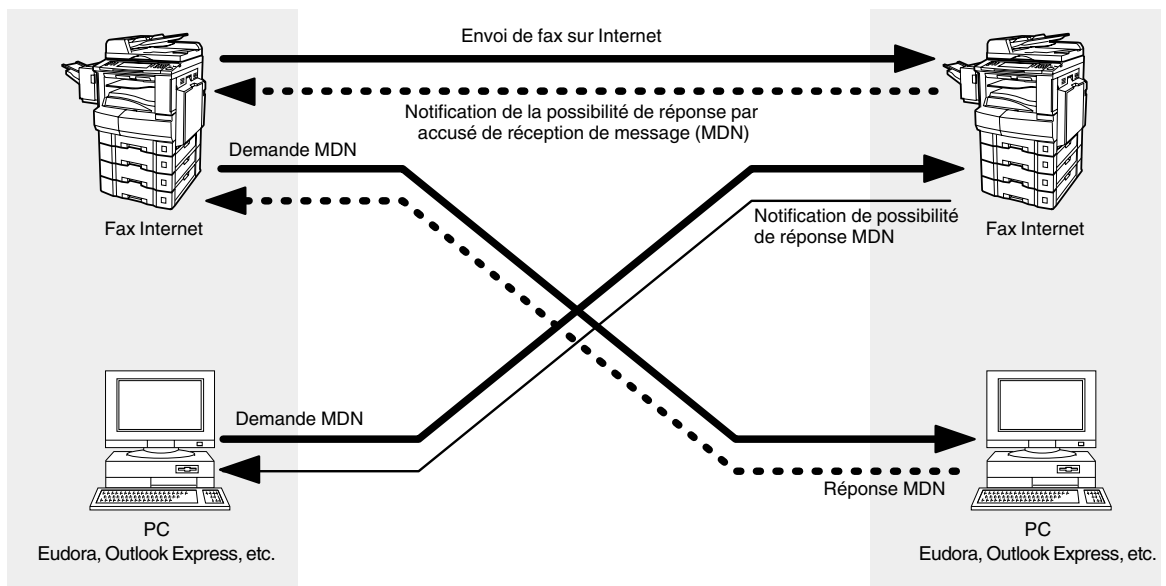 Envoi de fax sur Internet
Notification de la possibilité de réponse par
accusé de réception de message (MDN)
Demande MDN
Fax Internet
Notification de possibilité
de réponse MDN
Fax Internet
Demande MDN
Réponse MDN
PC
Eudora, Outlook Express, etc.
PC
Eudora, Outlook Express, etc.